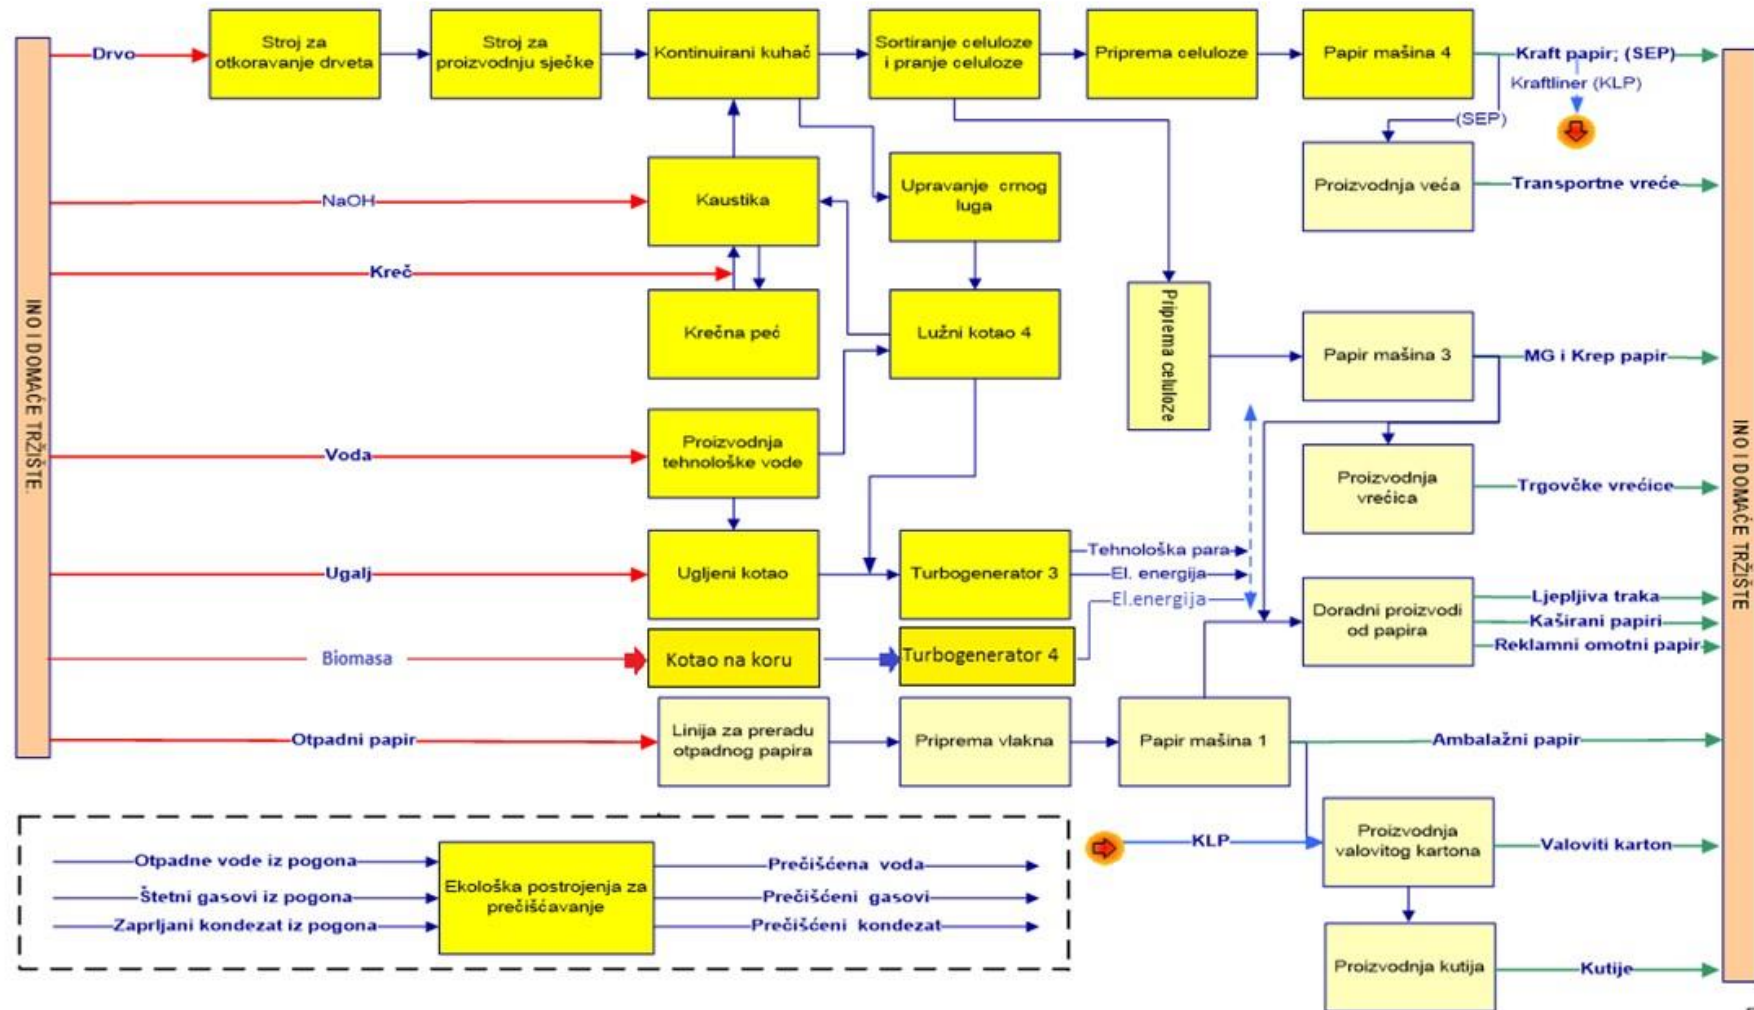 Drvo
Stroj za
otkoravanje drveta
Stroj za
proizvodnju sječke
Kontinuirani kuhač
Sortiranje celuloze
i pranje celuloze
Priprema celuloze
Papir mašina 4
Kraft papir; (SEP)
Kraftliner (KLP)
(SEP)
NaOH
Kaustika
Upravanje crnog
luga
Proizvodnja veća
Transportne vreće
Kreč
INO I DOMAĆE TRŽIŠTE.
Krečna peć
Lužni kotao 4
Priprema celuloze
Papir mašina 3
MG i Krep papir
Voda
Proizvodnja
tehnološke vode
Proizvodnja
vrećica
Trgovčke vrećice
INO I DOMAĆE TRŽIŠTE
Ugalj
Ugljeni kotao
Turbogenerator 3
Tehnološka para
El. energija
El.energija
Doradni proizvodi
od papira
Ljepljiva traka
Kaširani papiri
Reklamni omotni papir
Biomasa
Kotao na koru
Turbogenerator 4
Otpadni papir
Linija za preradu
otpadnog papira
Priprema vlakna
Papir mašina 1
Ambalažni papir
KLP
Proizvodnja
valovitog kartona
Valoviti karton
Otpadne vode iz pogona
Štetni gasovi iz pogona
Zaprljani kondezat iz pogona
Ekološka postrojenja za
prečišćavanje
Prečišćena voda
Prečišćeni gasovi
Prečišćeni kondezat
Proizvodnja kutija
Kutije